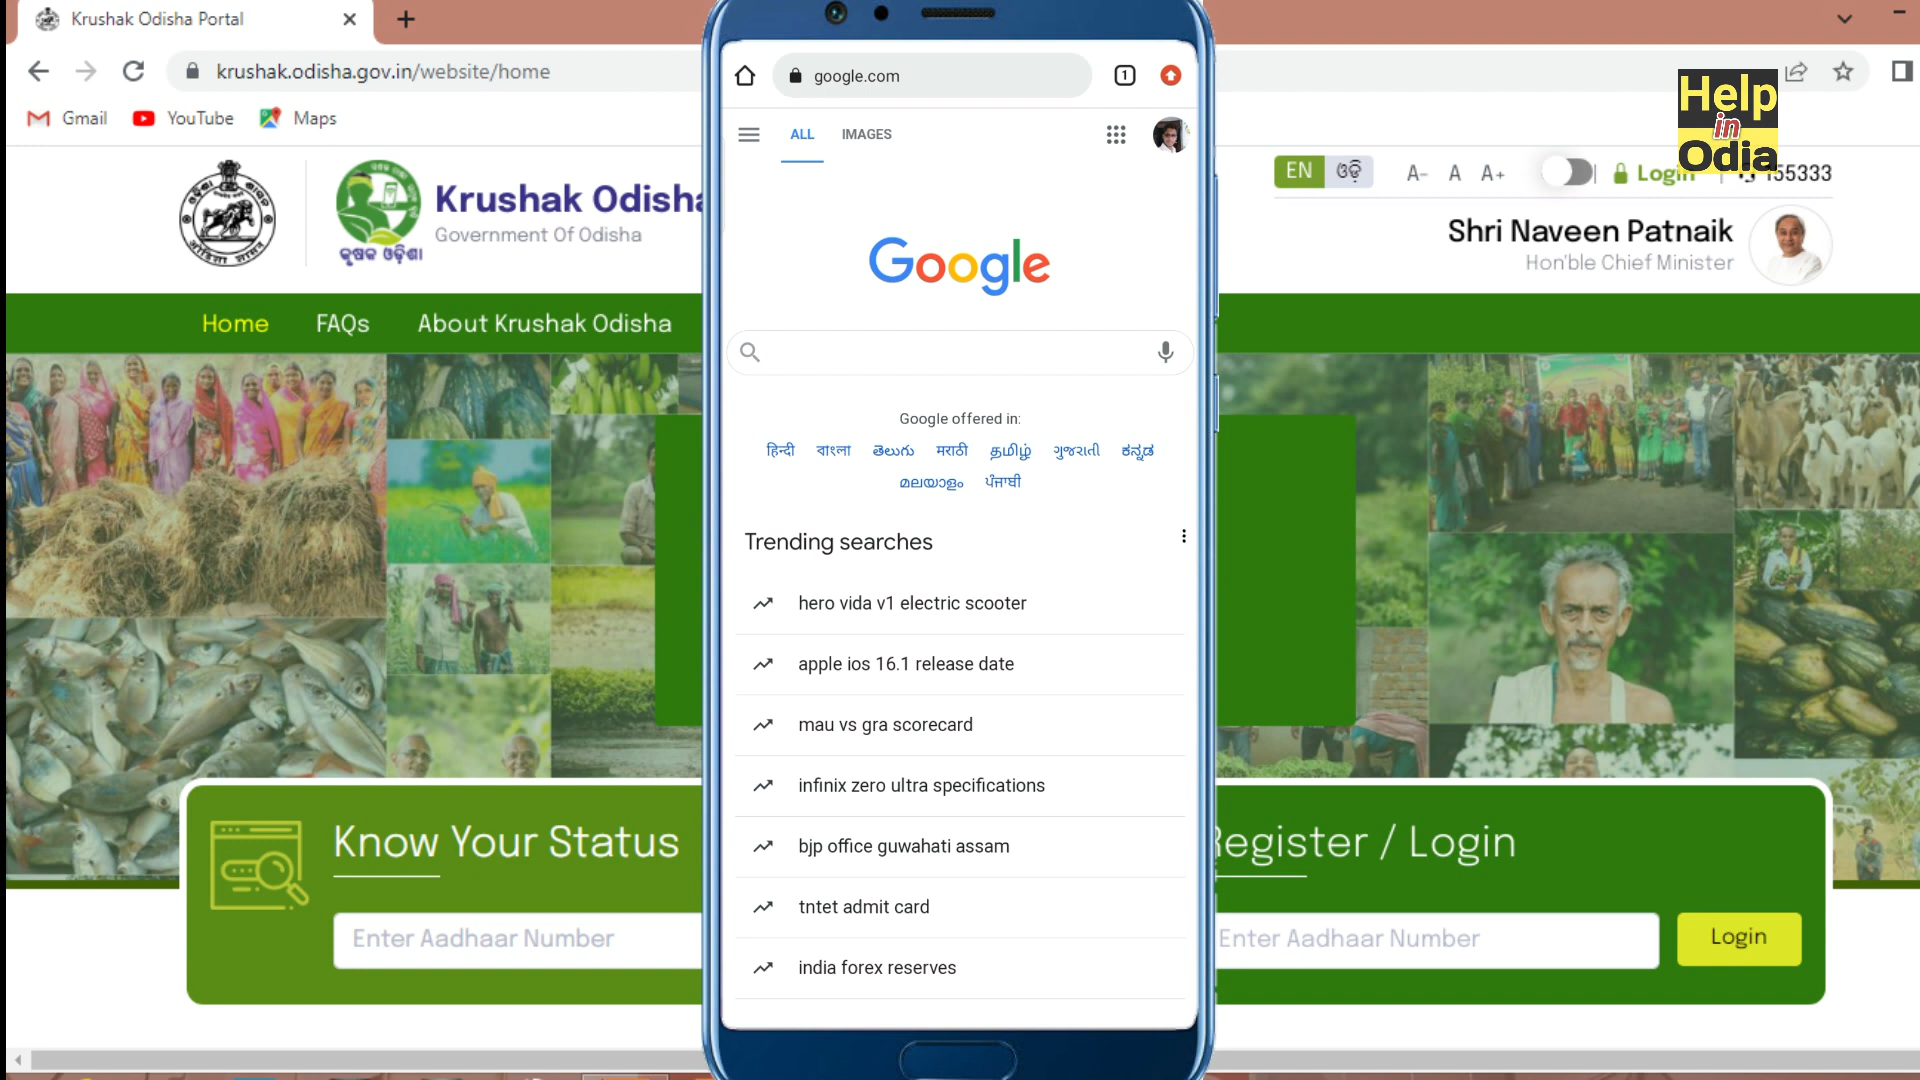 Krushak Odisha Portal
krushak.odisha.gov.in/website/home
Gmail
YouTube
Maps
କୃଷକ ଓଡ଼ିଶା
Krushak Odisha
Government Of Odisha
Home
FAQs
About Krushak Odisha
google.com
1
ALL
IMAGES
Google
Google offered in:
हिन्दी বাংলা తెలుగు मराठी தமிழ் ગુજરાતી ಕನ್ನಡ
മലയാളം ਪੰਜਾਬੀ
Trending searches
hero vida v1 electric scooter
apple ios 16.1 release date
mau vs gra scorecard
infinix zero ultra specifications
bjp office guwahati assam
tntet admit card
india forex reserves
Help
in
Odia
EN
ଓଡ଼ି
A-
A
A+
Login
155333
Shri Naveen Patnaik
Hon'ble Chief Minister
Know Your Status
Enter Aadhaar Number
Register / Login
Enter Aadhaar Number
Login